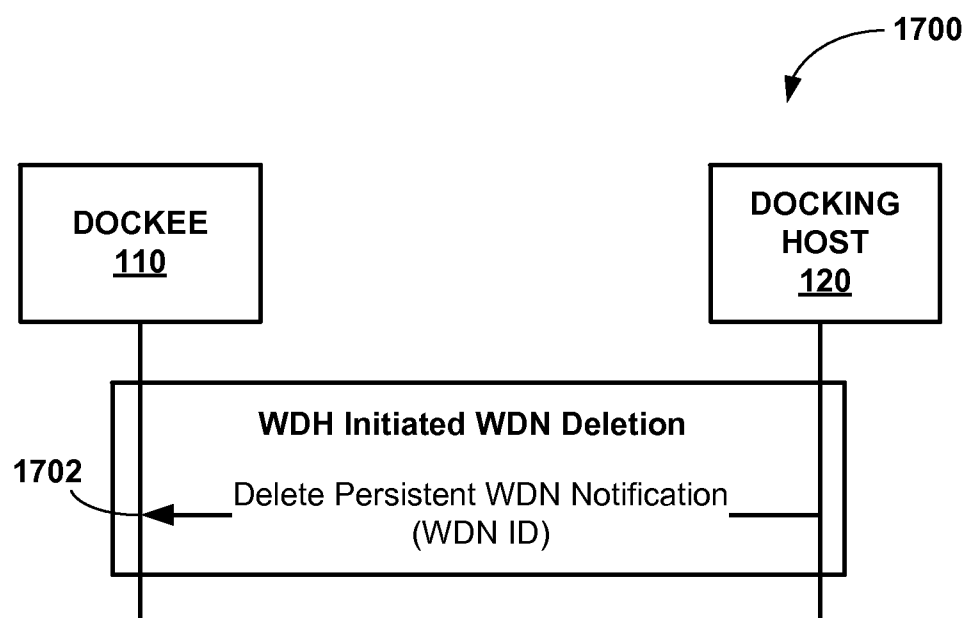 1700
DOCKEE
110
DOCKING
HOST
120
WDH Initiated WDN Deletion
1702
Delete Persistent WDN Notification
(WDN ID)